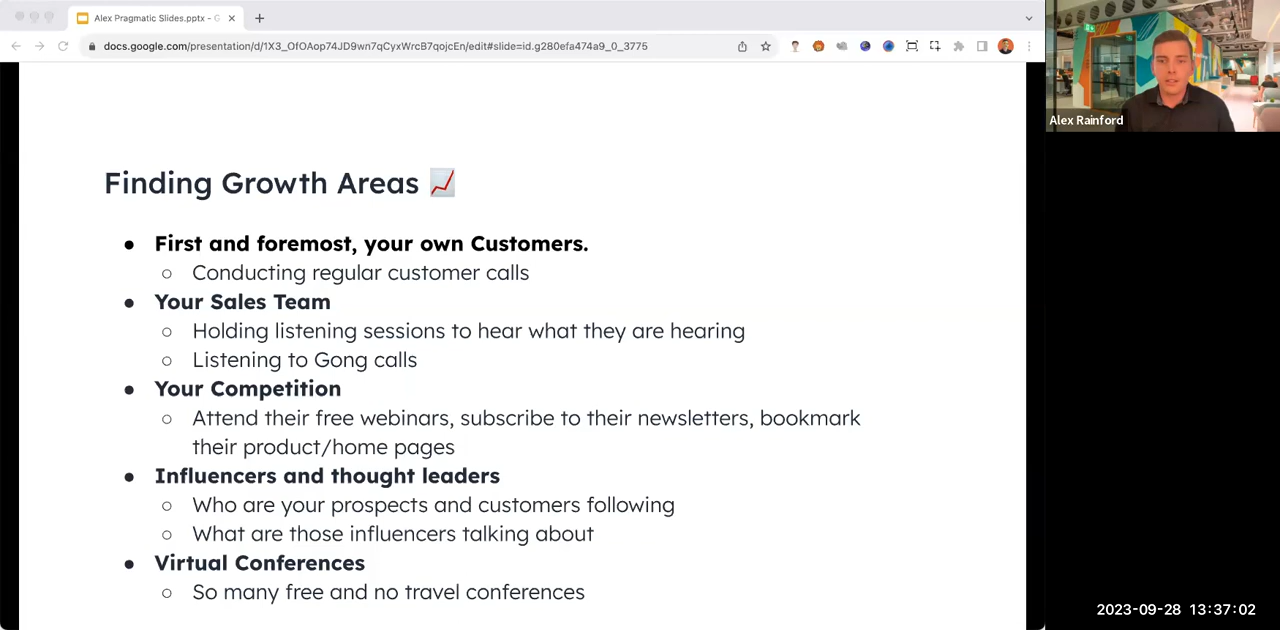 Alex Pragmatic Slides.pptx - G
docs.google.com/presentation/d/1X3_OfOAop74JD9wn7qCyxWrcB7qojcEn/edit#slide=id.g280efa474a9_0_3775
Alex Rainford
Finding Growth Areas
First and foremost, your own Customers.
Conducting regular customer calls
Your Sales Team
Holding listening sessions to hear what they are hearing
Listening to Gong calls
Your Competition
Attend their free webinars, subscribe to their newsletters, bookmark
their product/home pages
Influencers and thought leaders
Who are your prospects and customers following
What are those influencers talking about
Virtual Conferences
So many free and no travel conferences
2023-09-28 13:37:02